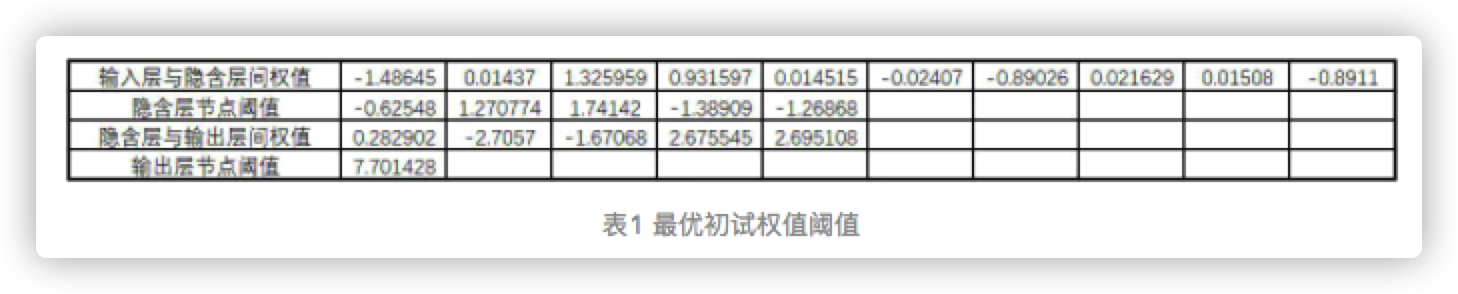 输入层与隐含层间权值 -1.48645 0.01437 1.325959 0.931597 0.014515 -0.02407 -0.89026 0.021629 0.01508 -0.8911
隐含层节点阈值 -0.62548 1.270774 1.74142 -1.38909 -1.26868
隐含层与输出层间权值 0.282902 -2.7057 -1.67068 2.675545 2.695108
输出层节点阈值 7.701428
表1 最优初试权值阈值